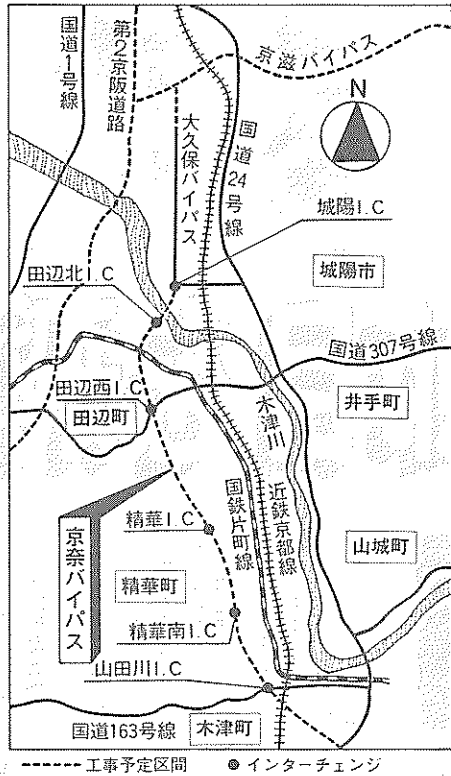 国道1号線
第2京阪道路
京滋バイパス
大久保バイパス
国道24号線
N
城陽I.C
田辺北I.C
城陽市
国道307号線
田辺西I.C
田辺町
木津川
井手町
国鉄片町線
近鉄京都線
京奈バイパス
精華I.C
山城町
精華町
精華南I.C
山田川I.C
国道163号線
木津町
工事予定区間
インターチェンジ